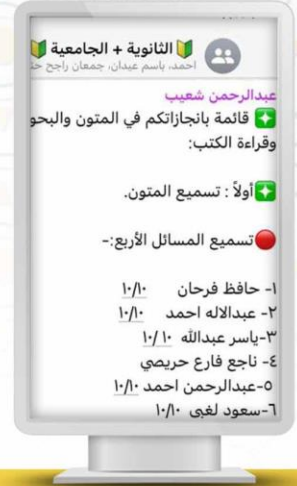 الثانوية + الجامعية
احمد، باسم عيدان، جمعان راجح
عبدالرحمن شعيب
قائمة بانجازاتكم في المتون والبحو
وقراءة الكتب:
أولاً : تسميع المتون.
تسميع المسائل الأربع:-
١- حافظ فرحان ١٠/١٠
٢- عبدالاله احمد ١٠/١٠
٣-ياسر عبدالله ١٠/١٠
٤- ناجع فارع حريصي
٥-عبدالرحمن احمد ١٠/١٠
٦-سعود لغبي ١٠/١٠